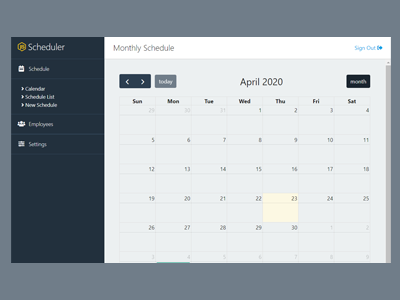 JS Scheduler
Monthly Schedule
Sign Out
Schedule
Calendar
Schedule List
New Schedule
Employees
Settings
today
April 2020
month
Sun Mon Tue Wed Thu Fri Sat
29 30 31 1 2 3 4
5 6 7 8 9 10 11
12 13 14 15 16 17 18
19 20 21 22 23 24 25
26 27 28 29 30 1 2
3 4 5 6 7 8 9